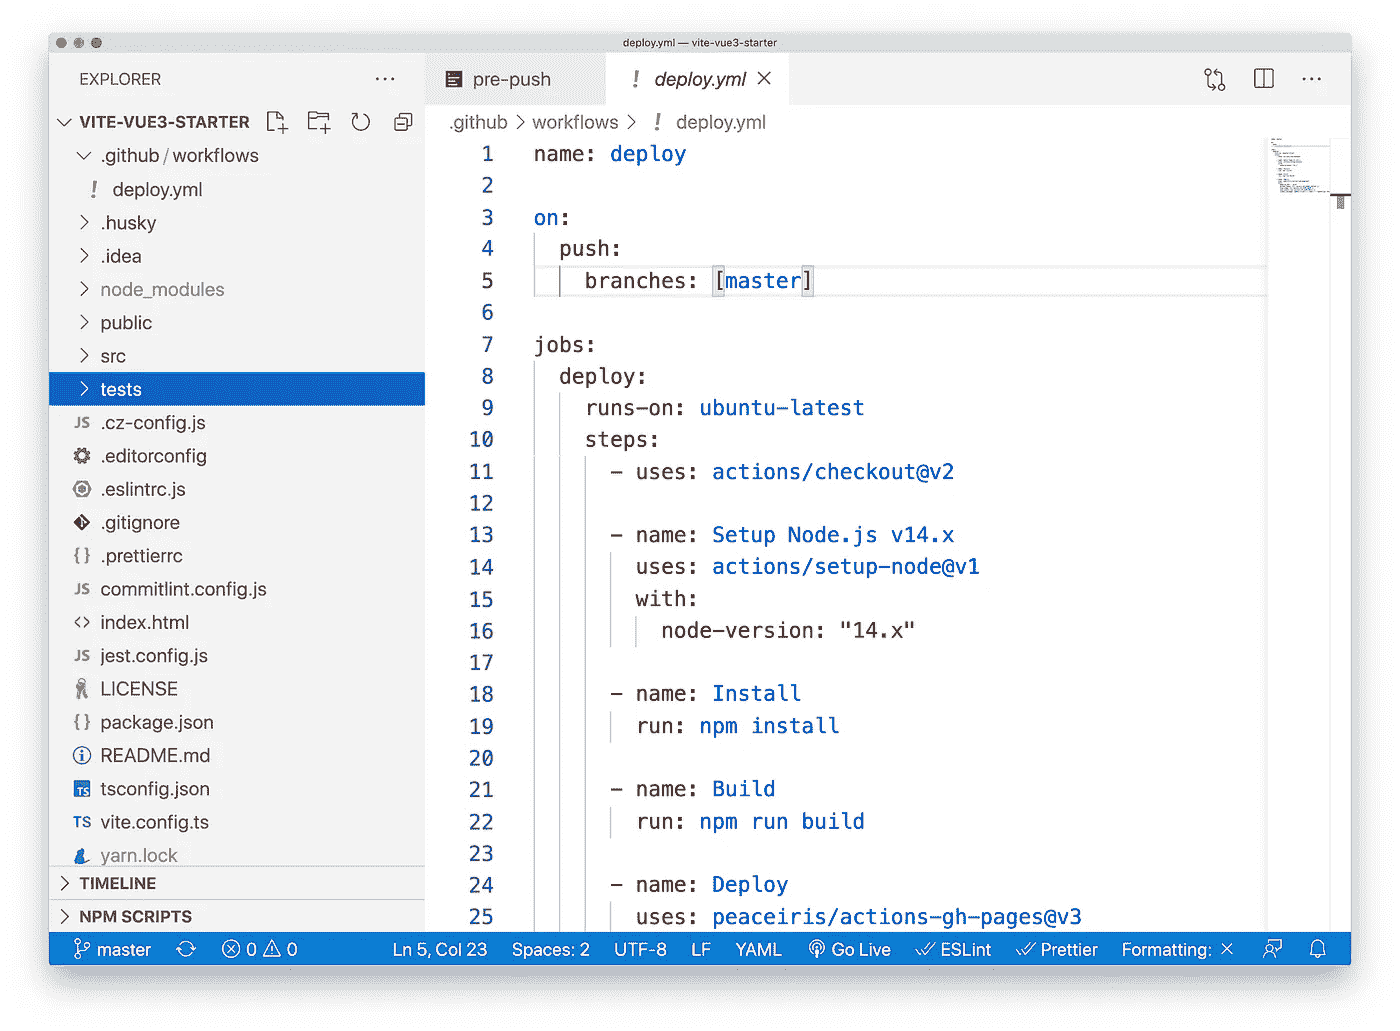 deploy.yml — vite-vue3-starter
EXPLORER
VITE-VUE3-STARTER
.github / workflows
! deploy.yml
.husky
.idea
node_modules
public
src
tests
JS .cz-config.js
.editorconfig
.eslintrc.js
.gitignore
{ } .prettierrc
JS commitlint.config.js
<> index.html
JS jest.config.js
LICENSE
{ } package.json
README.md
TS tsconfig.json
TS vite.config.ts
yarn.lock
TIMELINE
NPM SCRIPTS
pre-push
! deploy.yml
.github > workflows > ! deploy.yml
1 name: deploy
2
3 on:
4 push:
5 branches: [master]
6
7 jobs:
8 deploy:
9 runs-on: ubuntu-latest
10 steps:
11 - uses: actions/checkout@v2
12
13 - name: Setup Node.js v14.x
14 uses: actions/setup-node@v1
15 with:
16 node-version: "14.x"
17
18 - name: Install
19 run: npm install
20
21 - name: Build
22 run: npm run build
23
24 - name: Deploy
25 uses: peaceiris/actions-gh-pages@v3
master 0 0 Ln 5, Col 23 Spaces: 2 UTF-8 LF YAML Go Live ESLint Prettier Formatting: ×